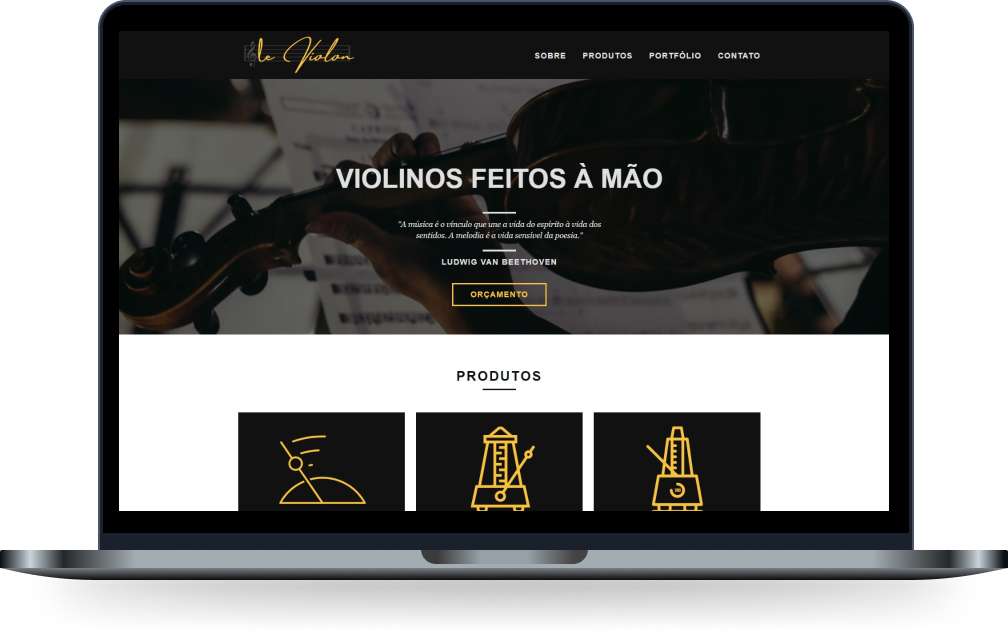 le Violon
SOBRE PRODUTOS PORTFÓLIO CONTATO
VIOLINOS FEITOS À MÃO
"A música é o vínculo que une a vida do espírito à vida dos
sentidos. A melodia é a vida sensível da poesia."
LUDWIG VAN BEETHOVEN
ORÇAMENTO
PRODUTOS